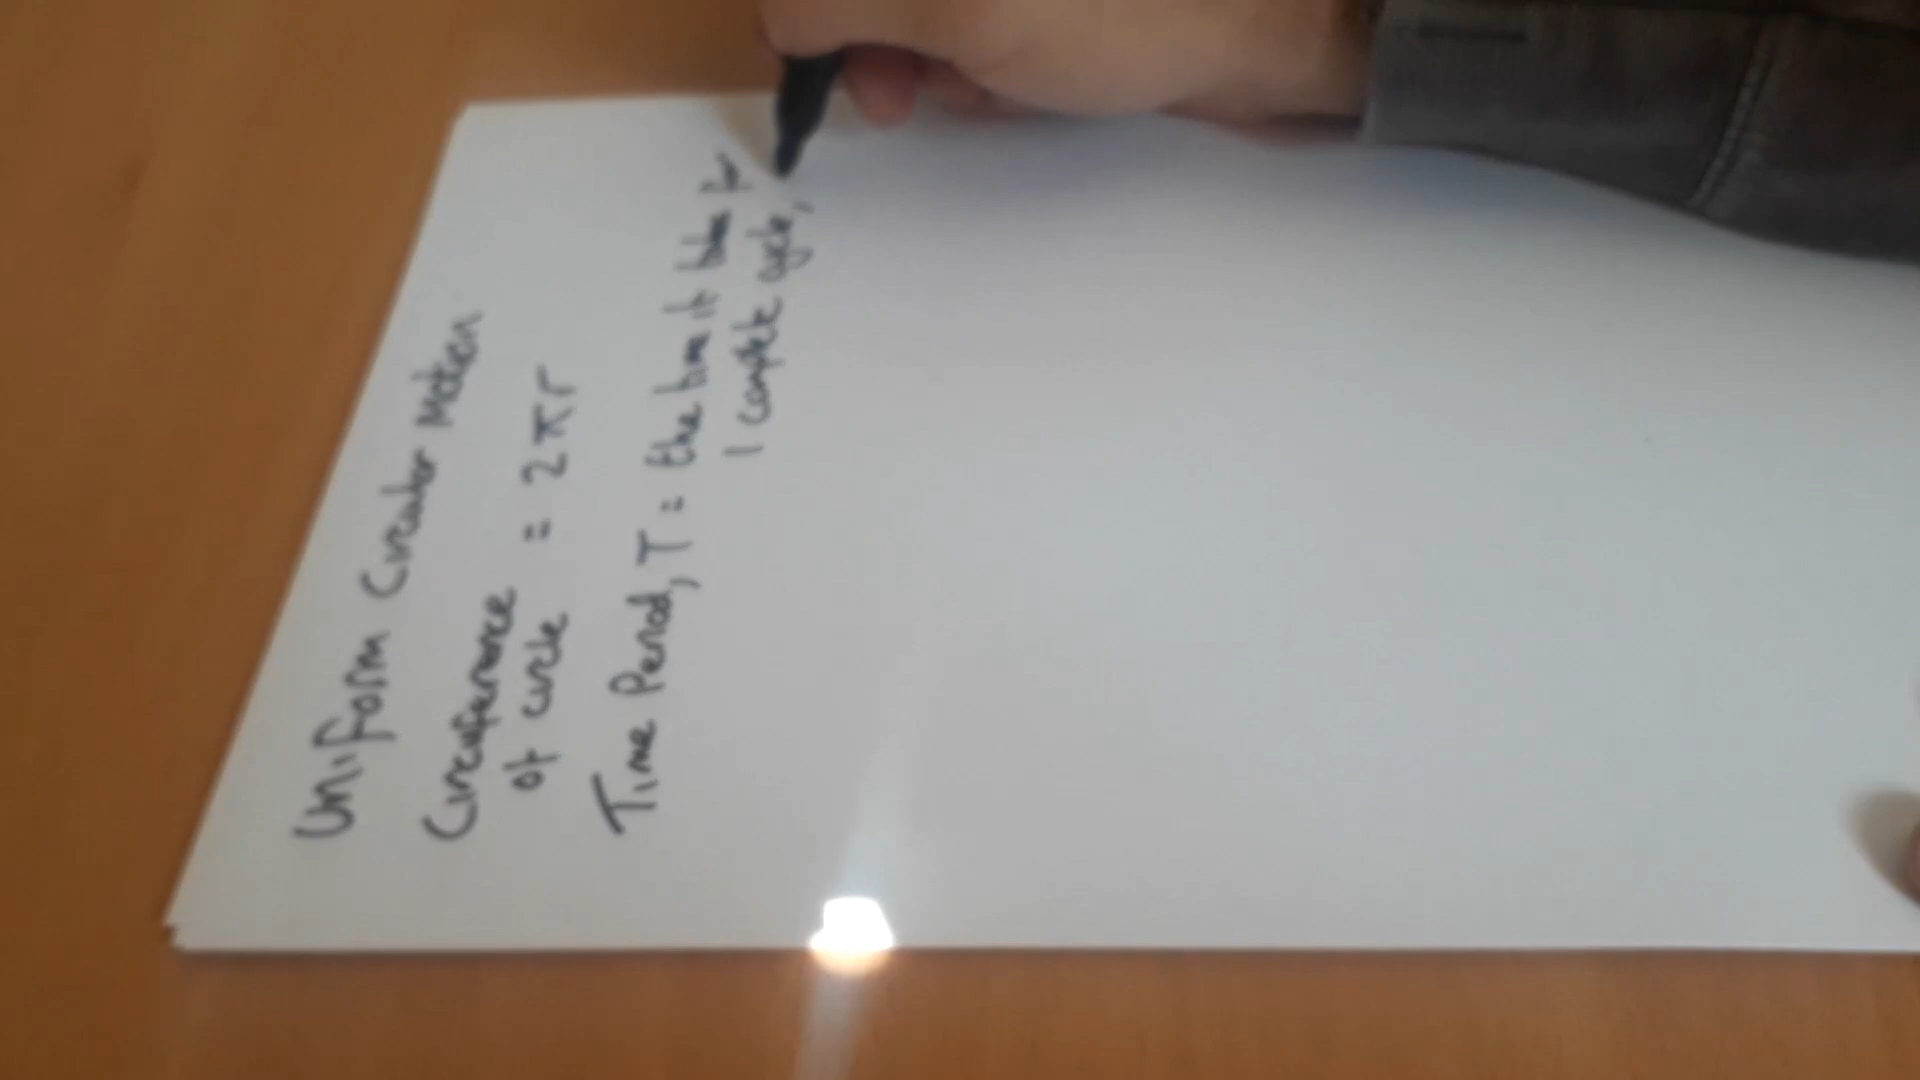 Uniform Circular Motion
Circumference
of circle = 2πr
Time Period, T = the time it takes for
1 complete cycle,